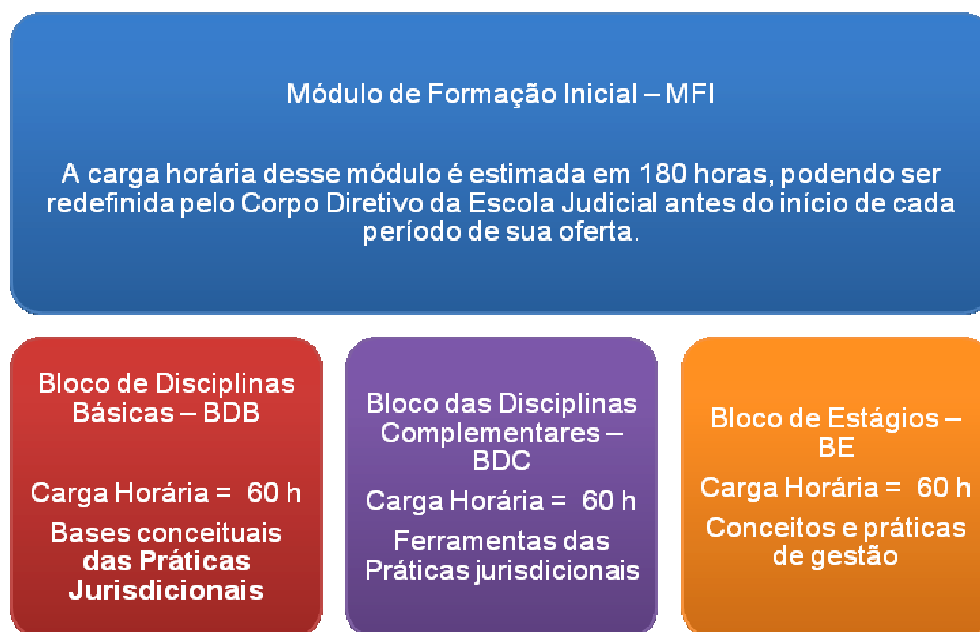 Módulo de Formação Inicial – MFI
A carga horária desse módulo é estimada em 180 horas, podendo ser
redefinida pelo Corpo Diretivo da Escola Judicial antes do início de cada
período de sua oferta.
Bloco de Disciplinas
Básicas – BDB
Carga Horária = 60 h
Bases conceituais
das Práticas
Jurisdicionais
Bloco das Disciplinas
Complementares –
BDC
Carga Horária = 60 h
Ferramentas das
Práticas jurisdicionais
Bloco de Estágios –
BE
Carga Horária = 60 h
Conceitos e práticas
de gestão